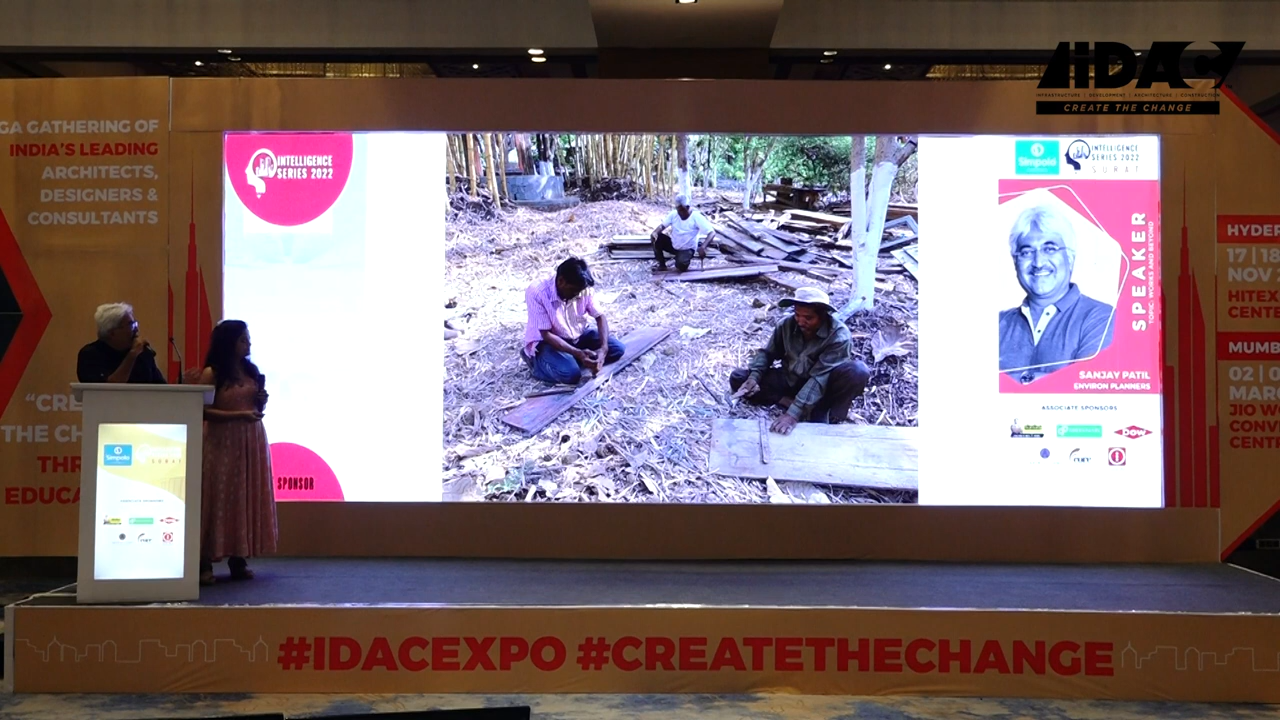 IDAC
INFRASTRUCTURE | DEVELOPMENT | ARCHITECTURE | CONSTRUCTION
CREATE THE CHANGE
GA GATHERING OF
INDIA'S LEADING
ARCHITECTS,
DESIGNERS &
CONSULTANTS
"CRE
THE CH
THR
EDUCA
INTELLIGENCE
SERIES 2022
SPONSOR
Simpolo
INTELLIGENCE
SERIES 2022
SURAT
SPEAKER
TOPIC: WORKS AND BEYOND
SANJAY PATIL
ENVIRON PLANNERS
ASSOCIATE SPONSORS
DOW
HYDER
17 | 18
NOV
HITEX
CENTE
MUMB
02 | 0
MAR
JIO W
CONV
CENT
Simpolo
SURAT
#IDACEXPO #CREATETHECHANGE